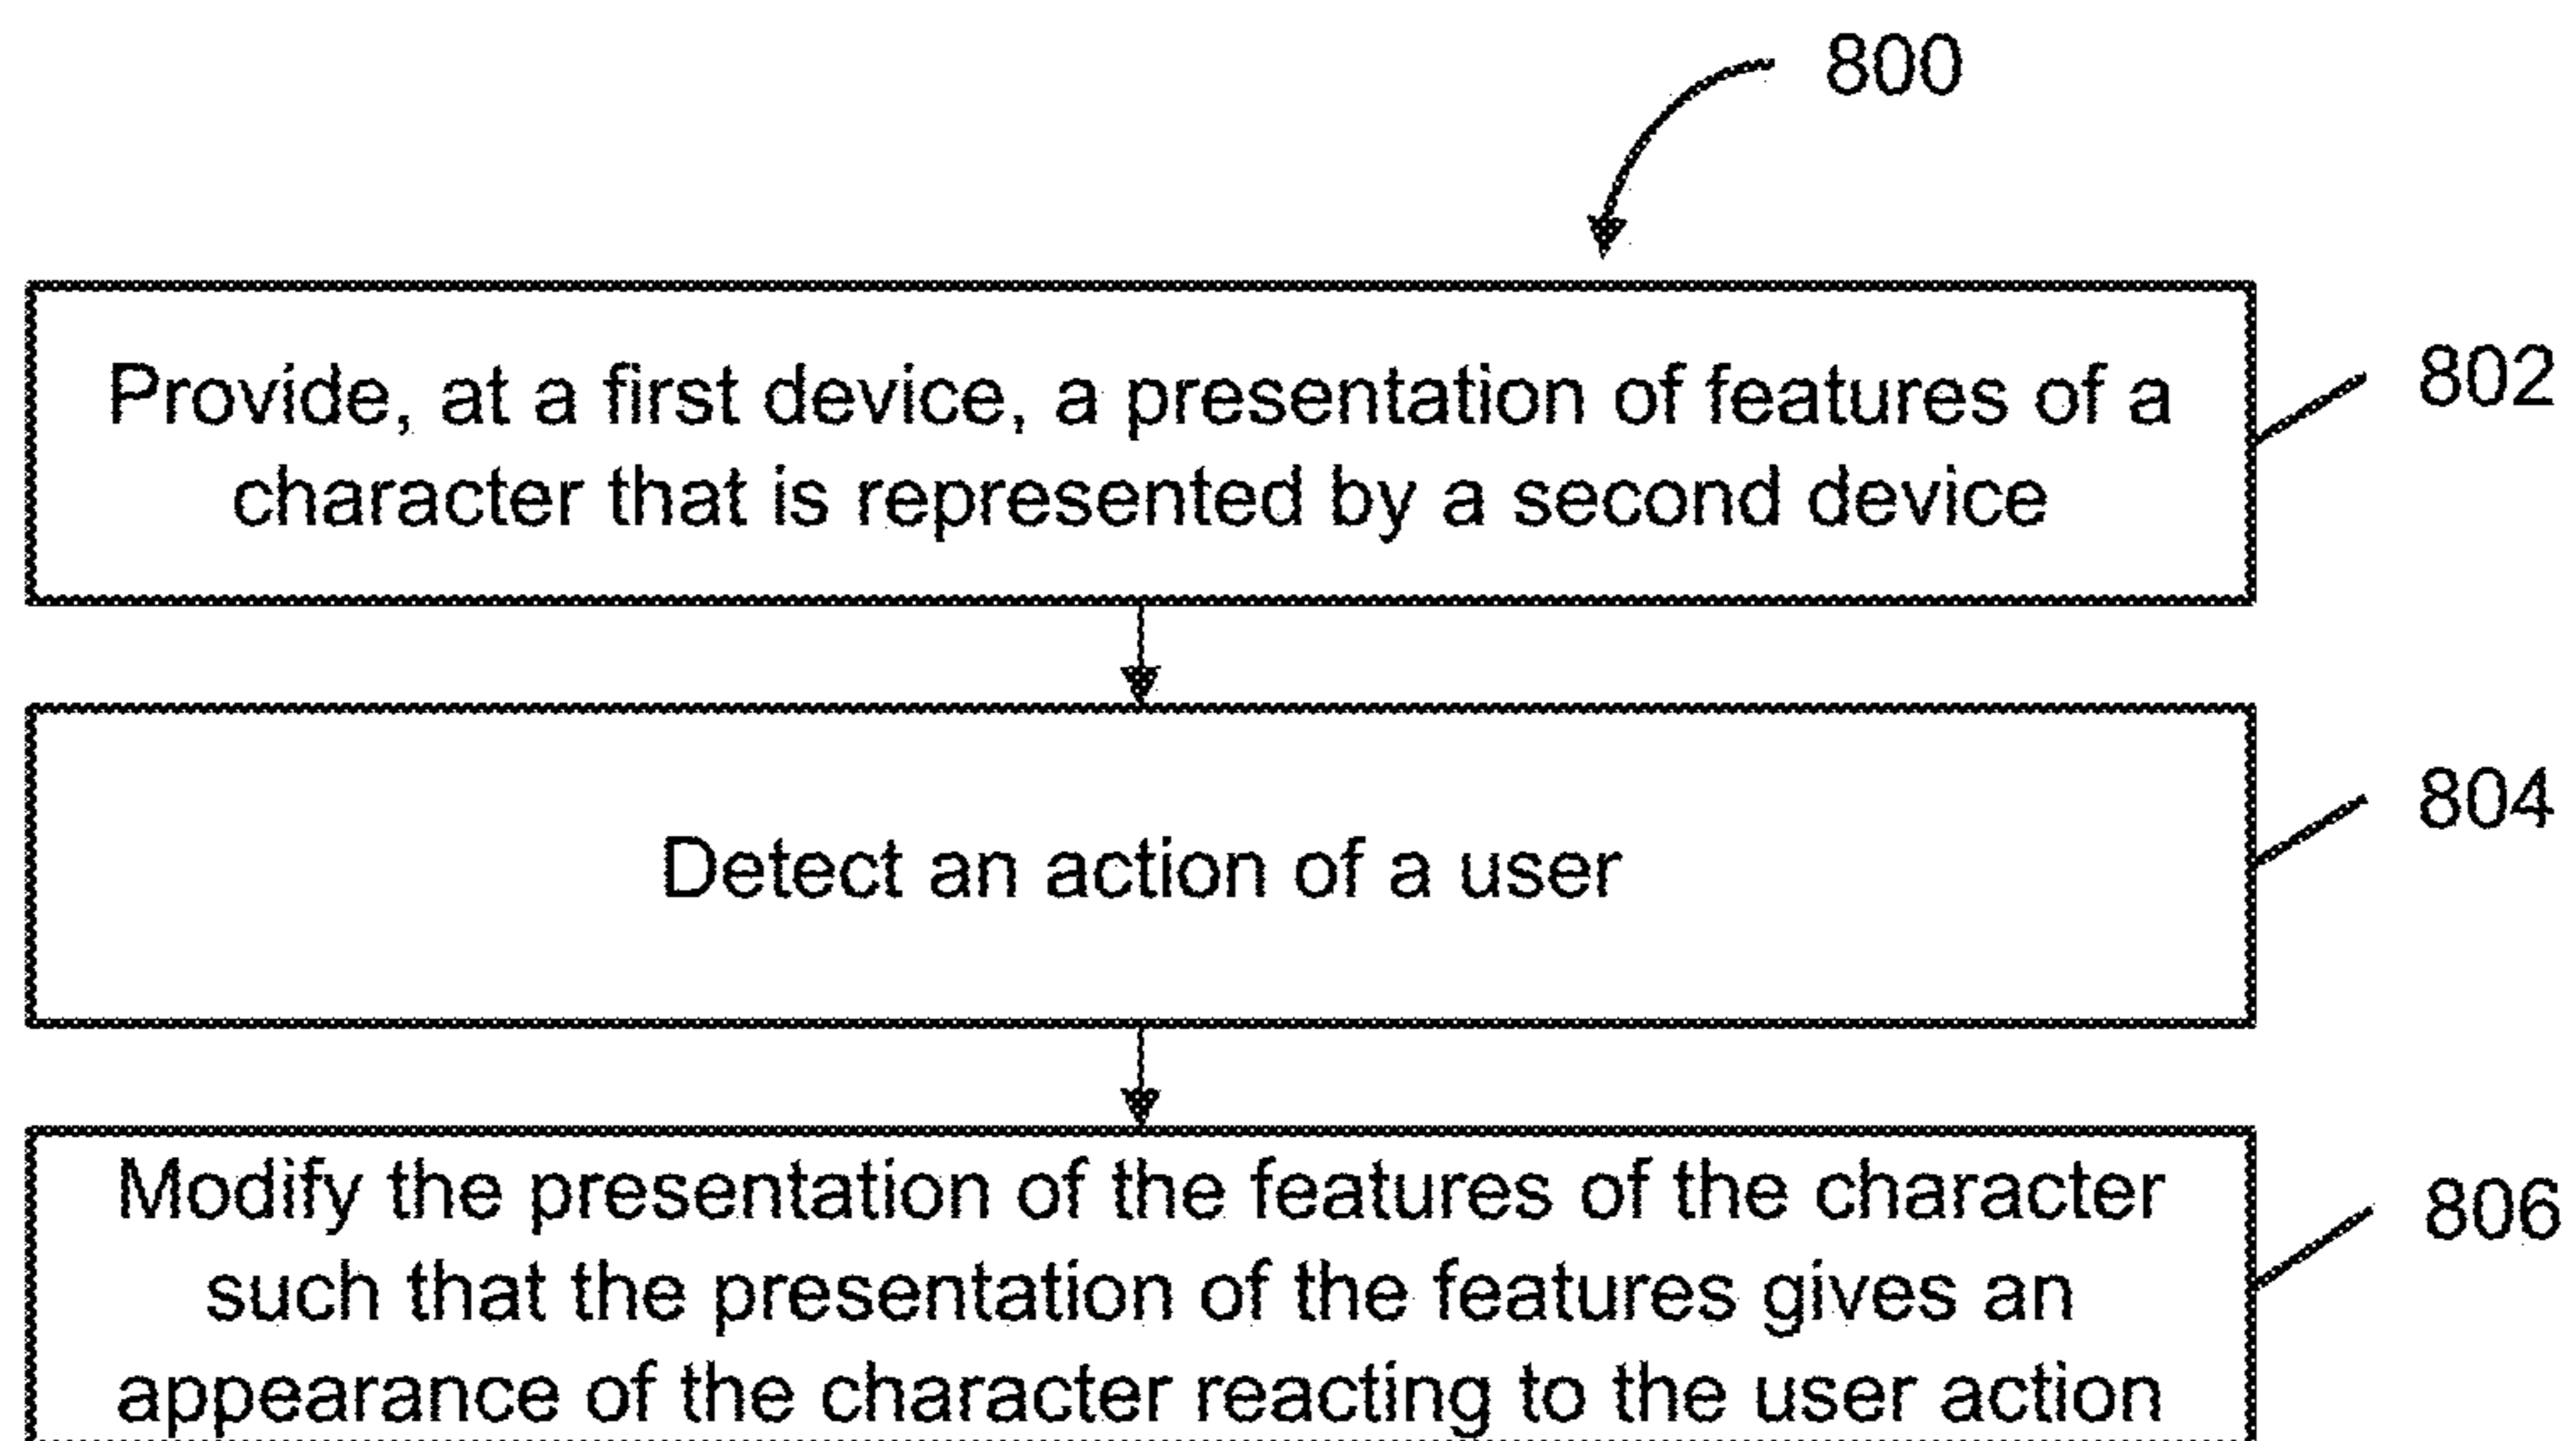 800
Provide, at a first device, a presentation of features of a
character that is represented by a second device
802
Detect an action of a user
804
Modify the presentation of the features of the character
such that the presentation of the features gives an
appearance of the character reacting to the user action
806